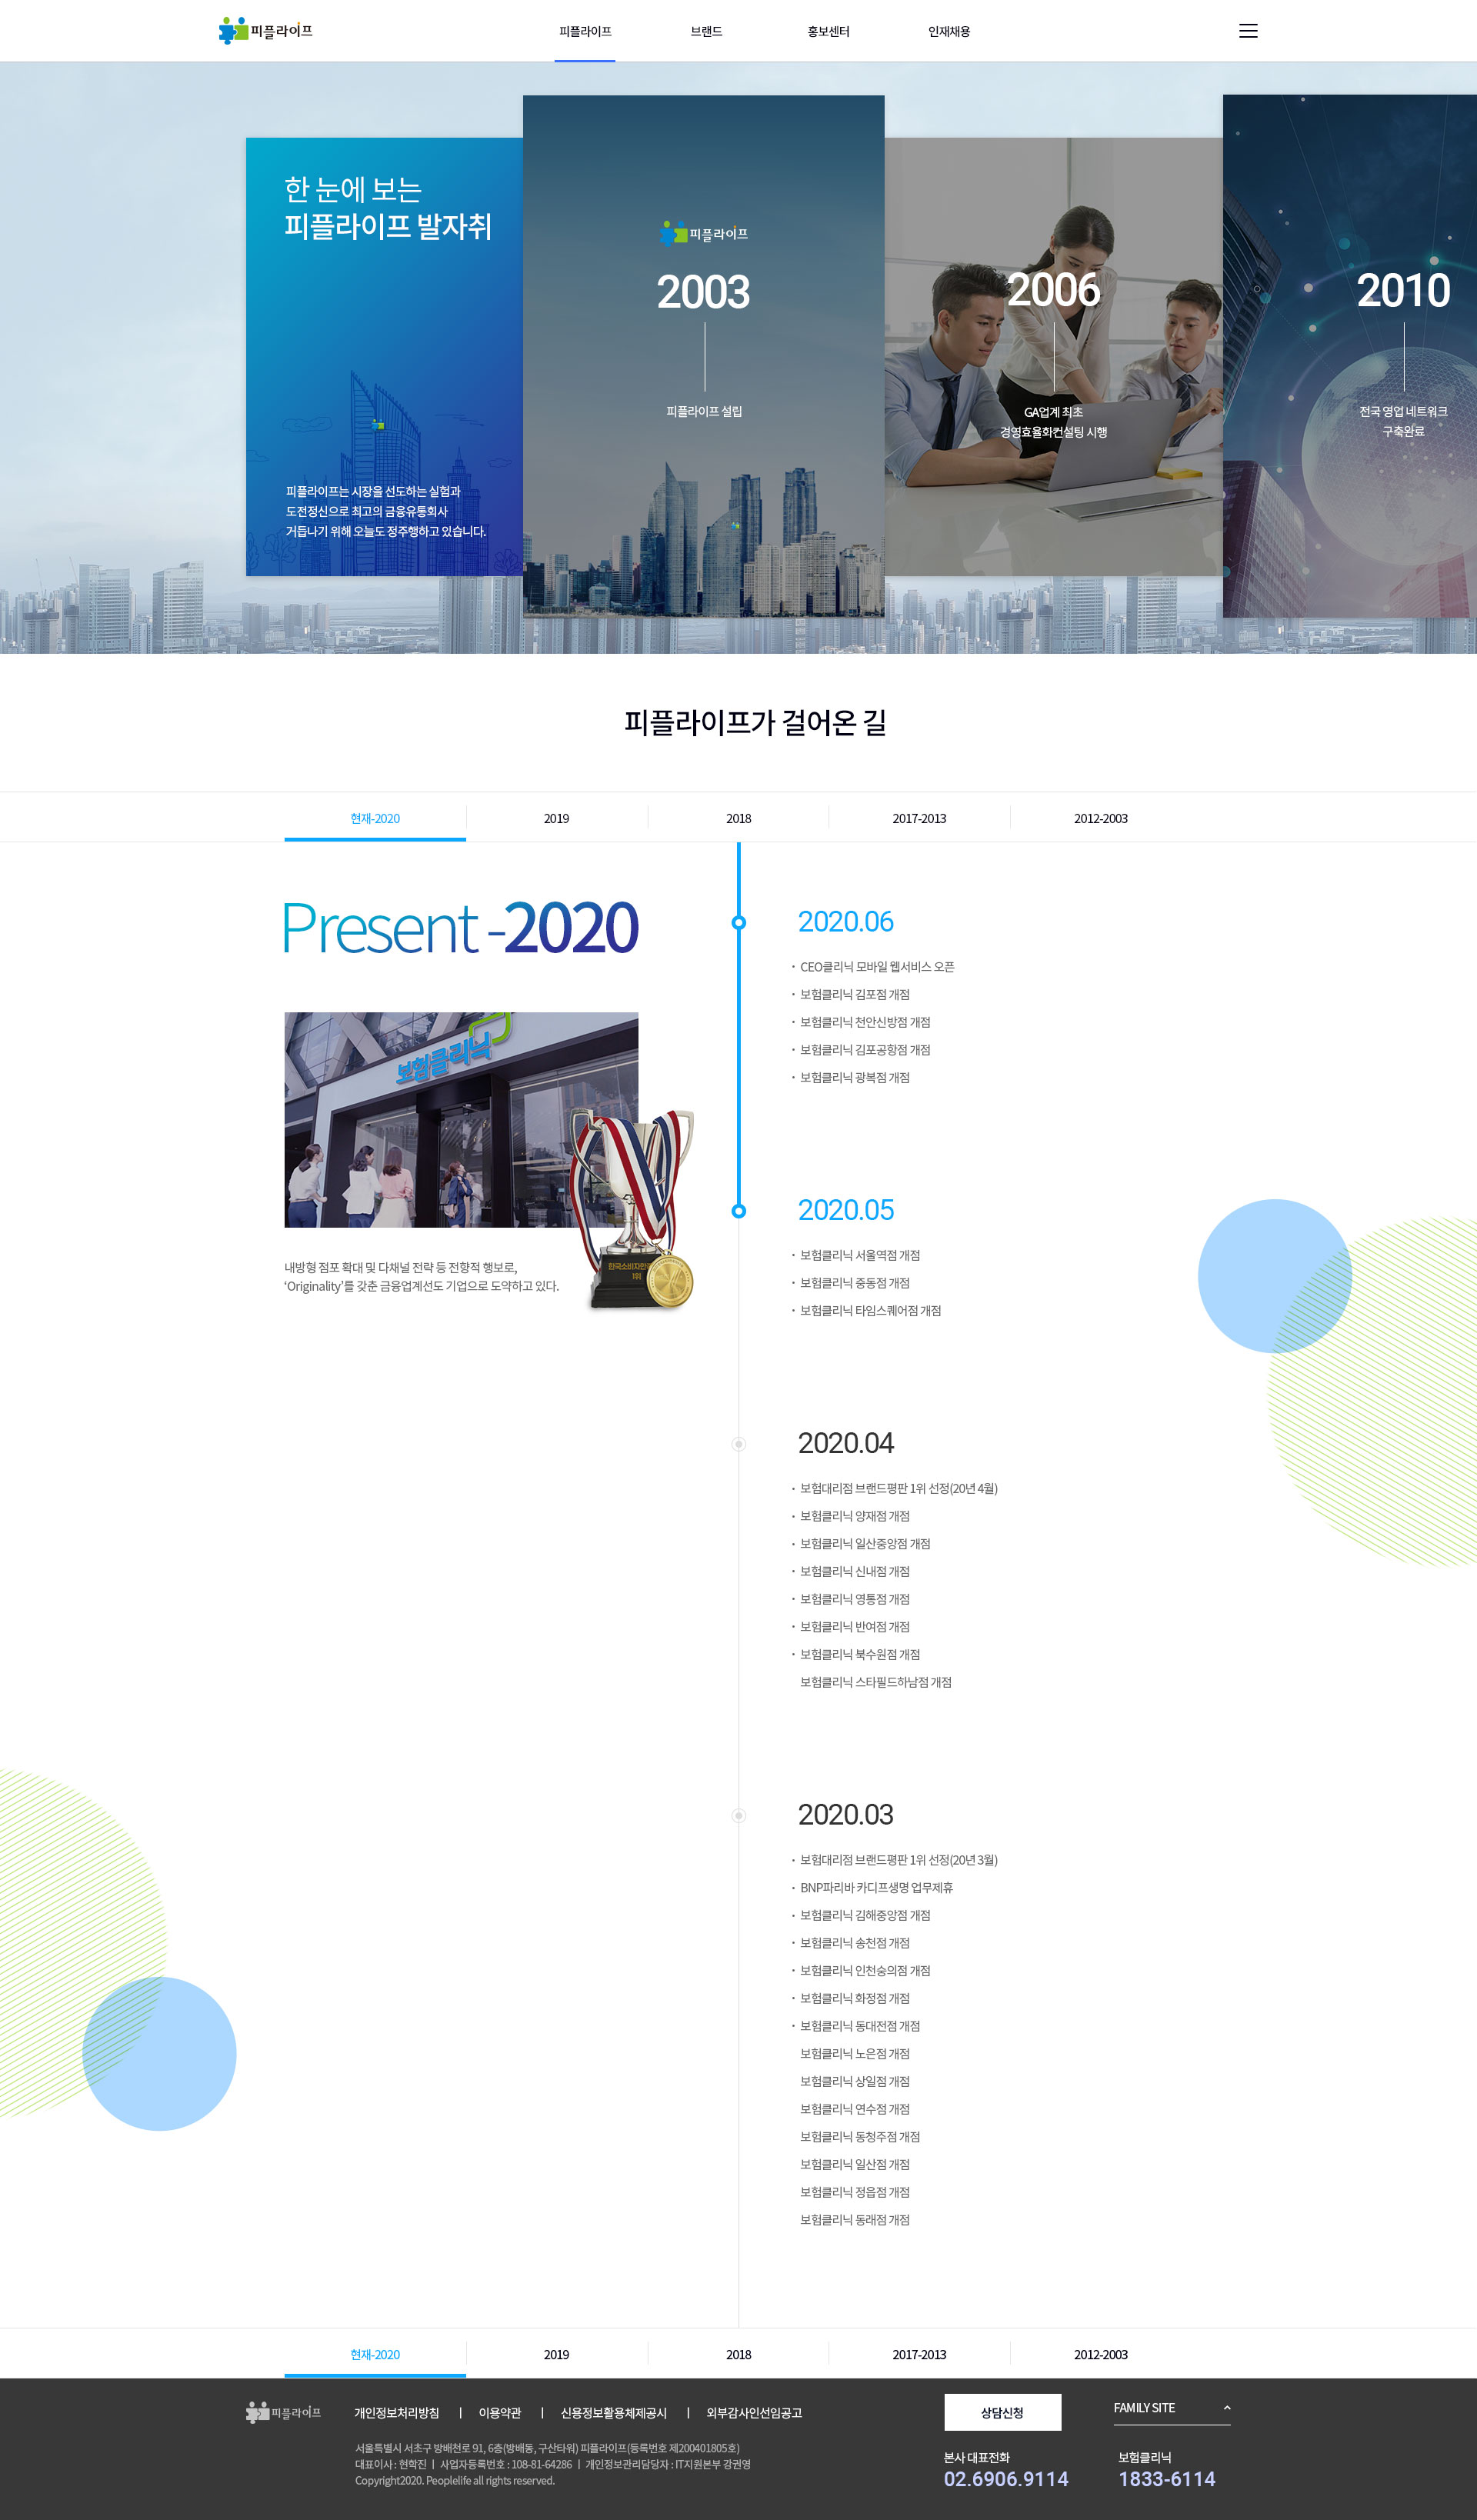 피플라이프
피플라이프
브랜드
홍보센터
인재채용
한 눈에 보는
피플라이프 발자취
피플라이프는 시장을 선도하는 실험과
도전정신으로 최고의 금융유통회사
거듭나기 위해 오늘도 정주행하고 있습니다.
피플라이프
2003
피플라이프 설립
2006
GA업계 최초
경영효율화컨설팅 시행
2010
전국 영업 네트워크
구축완료
피플라이프가 걸어온 길
현재-2020
2019
2018
2017-2013
2012-2003
Present -2020
보험클리닉
한국소비자만족
1위
내방형 점포 확대 및 다채널 전략 등 전향적 행보로,
‘Originality’를 갖춘 금융업계선도 기업으로 도약하고 있다.
2020.06
· CEO클리닉 모바일 웹서비스 오픈
· 보험클리닉 김포점 개점
· 보험클리닉 천안신방점 개점
· 보험클리닉 김포공항점 개점
· 보험클리닉 광복점 개점
2020.05
· 보험클리닉 서울역점 개점
· 보험클리닉 중동점 개점
· 보험클리닉 타임스퀘어점 개점
2020.04
· 보험대리점 브랜드평판 1위 선정(20년 4월)
· 보험클리닉 양재점 개점
· 보험클리닉 일산중앙점 개점
· 보험클리닉 신내점 개점
· 보험클리닉 영통점 개점
· 보험클리닉 반여점 개점
· 보험클리닉 북수원점 개점
보험클리닉 스타필드하남점 개점
2020.03
· 보험대리점 브랜드평판 1위 선정(20년 3월)
· BNP파리바 카디프생명 업무제휴
· 보험클리닉 김해중앙점 개점
· 보험클리닉 송천점 개점
· 보험클리닉 인천숭의점 개점
· 보험클리닉 화정점 개점
· 보험클리닉 동대전점 개점
보험클리닉 노은점 개점
보험클리닉 상일점 개점
보험클리닉 연수점 개점
보험클리닉 동청주점 개점
보험클리닉 일산점 개점
보험클리닉 정읍점 개점
보험클리닉 동래점 개점
현재-2020
2019
2018
2017-2013
2012-2003
피플라이프
개인정보처리방침 | 이용약관 | 신용정보활용체제공시 | 외부감사인선임공고
서울특별시 서초구 방배천로 91, 6층(방배동, 구산타워) 피플라이프(등록번호 제200401805호)
대표이사 : 현학진 | 사업자등록번호 : 108-81-64286 | 개인정보관리담당자 : IT지원본부 강권영
Copyright2020. Peoplelife all rights reserved.
상담신청
FAMILY SITE
본사 대표전화
02.6906.9114
보험클리닉
1833-6114